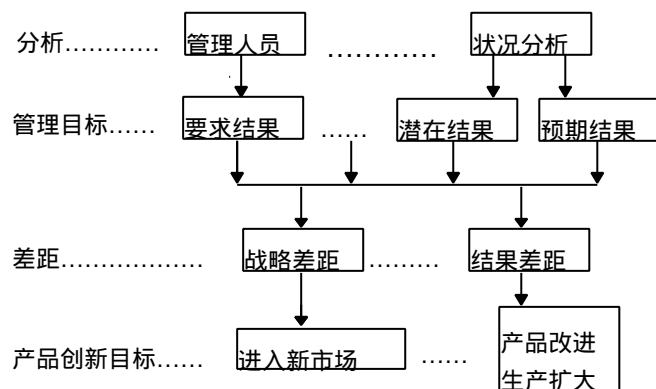 分析………… 管理人员 ………… 状况分析
管理目标…… 要求结果 …… 潜在结果 预期结果
差距……………… 战略差距 ……… 结果差距
产品创新目标…… 进入新市场 …… 产品改进
生产扩大